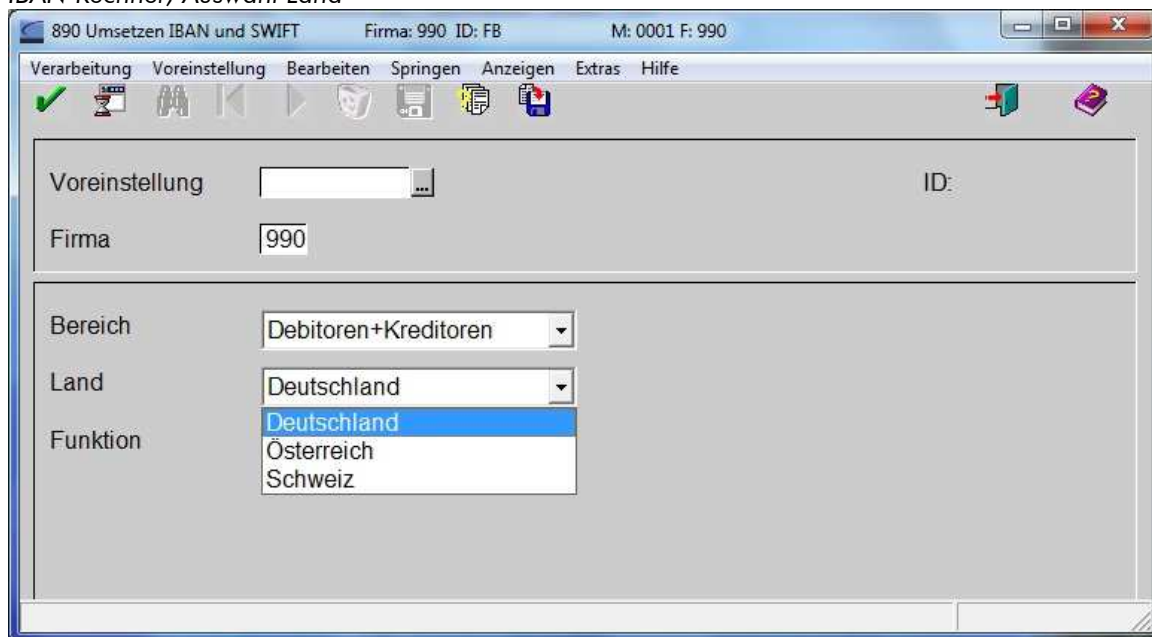 IBAN-Rechner, Auswahl Land
890 Umsetzen IBAN und SWIFT Firma: 990 ID: FB M: 0001 F: 990
Verarbeitung Voreinstellung Bearbeiten Springen Anzeigen Extras Hilfe
Voreinstellung ... ID:
Firma 990
Bereich Debitoren+Kreditoren
Land Deutschland
Deutschland
Funktion
Österreich
Schweiz